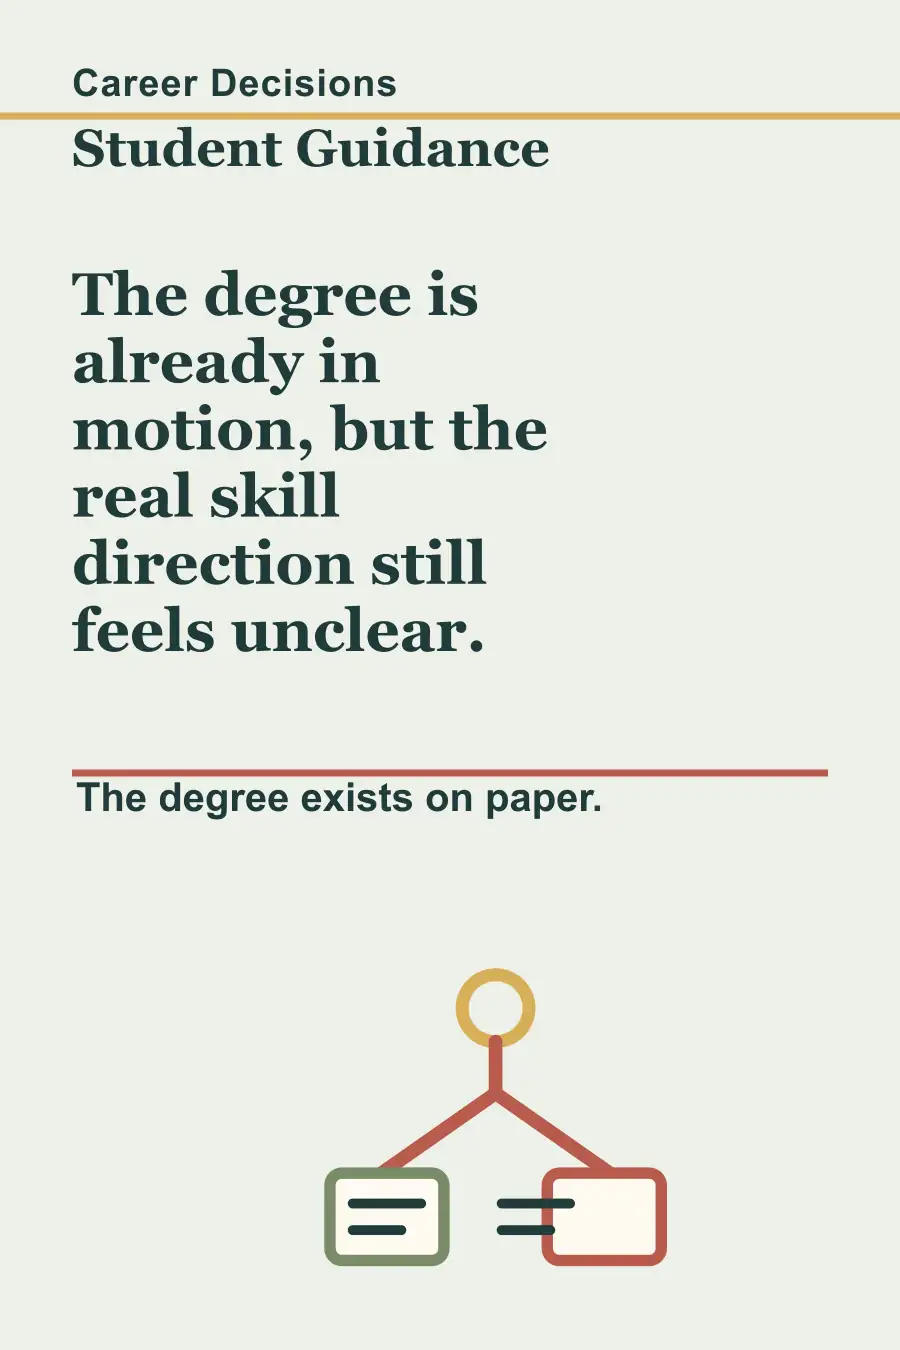 Career Decisions
Student Guidance
The degree is
already in
motion, but the
real skill
direction still
feels unclear.
The degree exists on paper.